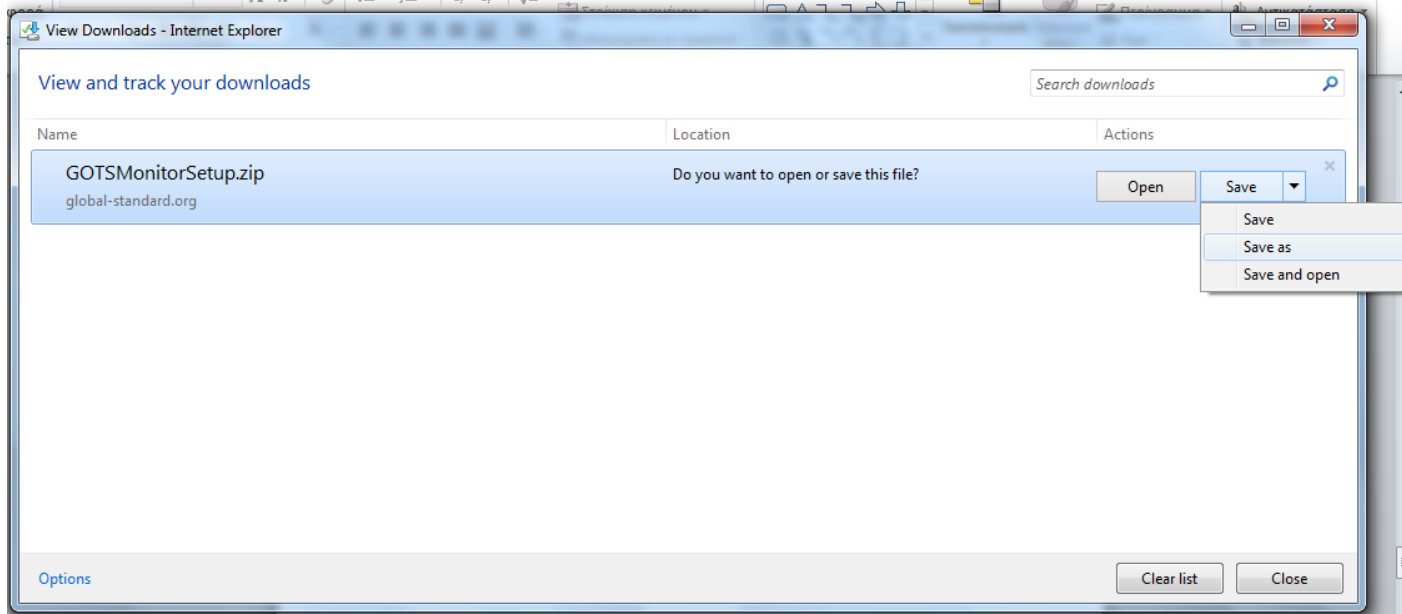 View Downloads - Internet Explorer
View and track your downloads
Search downloads
Name Location Actions
GOTSMonitorSetup.zip
global-standard.org
Do you want to open or save this file?
Open Save
Save
Save as
Save and open
Options
Clear list Close